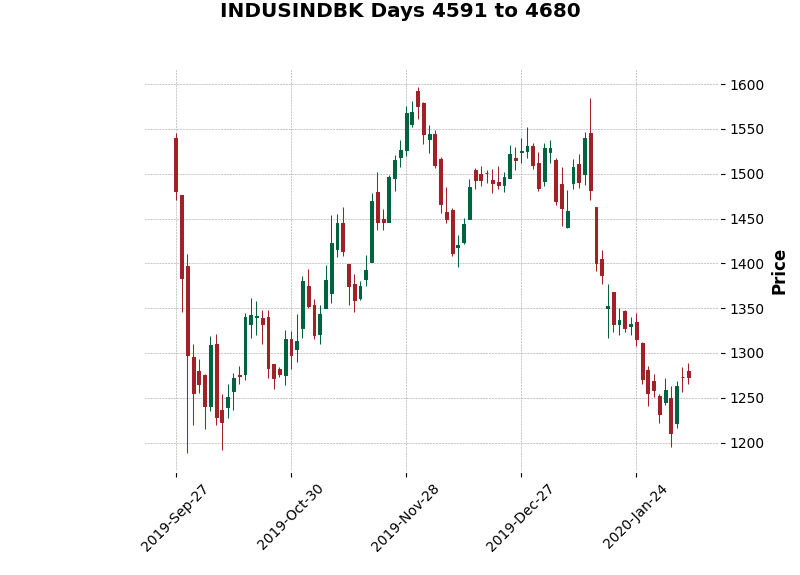 INDUSINDBK Days 4591 to 4680
1600
1550
1500
1450
1400
1350
1300
1250
1200
Price
2019-Sep-27
2019-Oct-30
2019-Nov-28
2019-Dec-27
2020-Jan-24